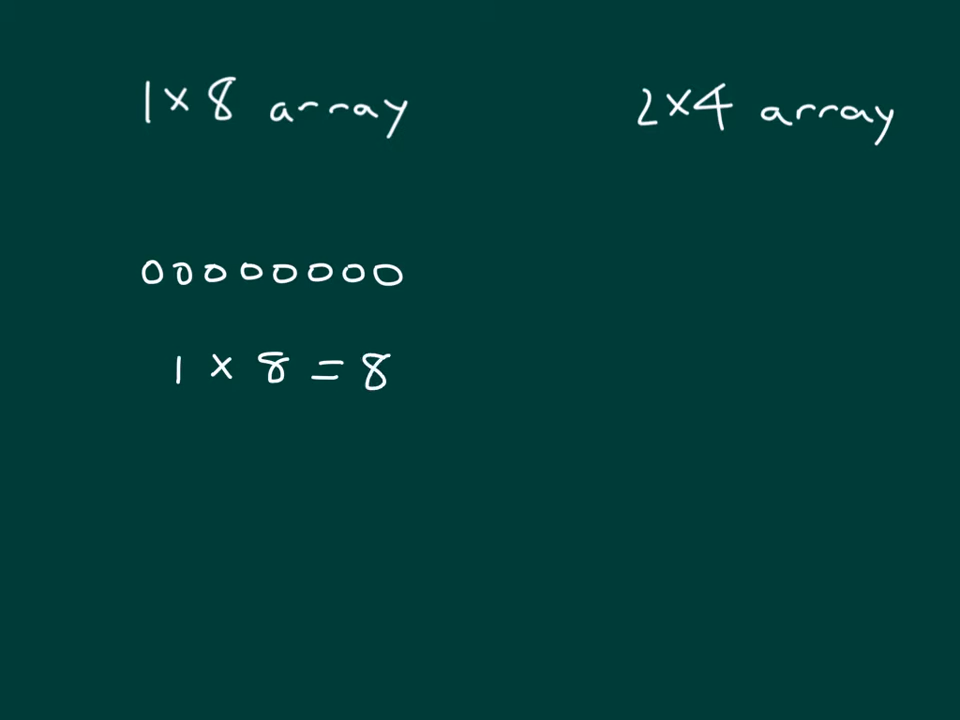 1 × 8 array
2 × 4 array
00000000
1 × 8 = 8